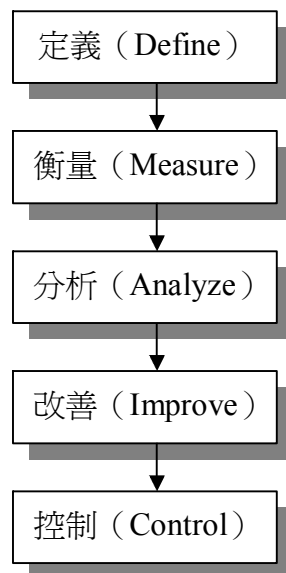 定義（Define）
衡量（Measure）
分析（Analyze）
改善（Improve）
控制（Control）